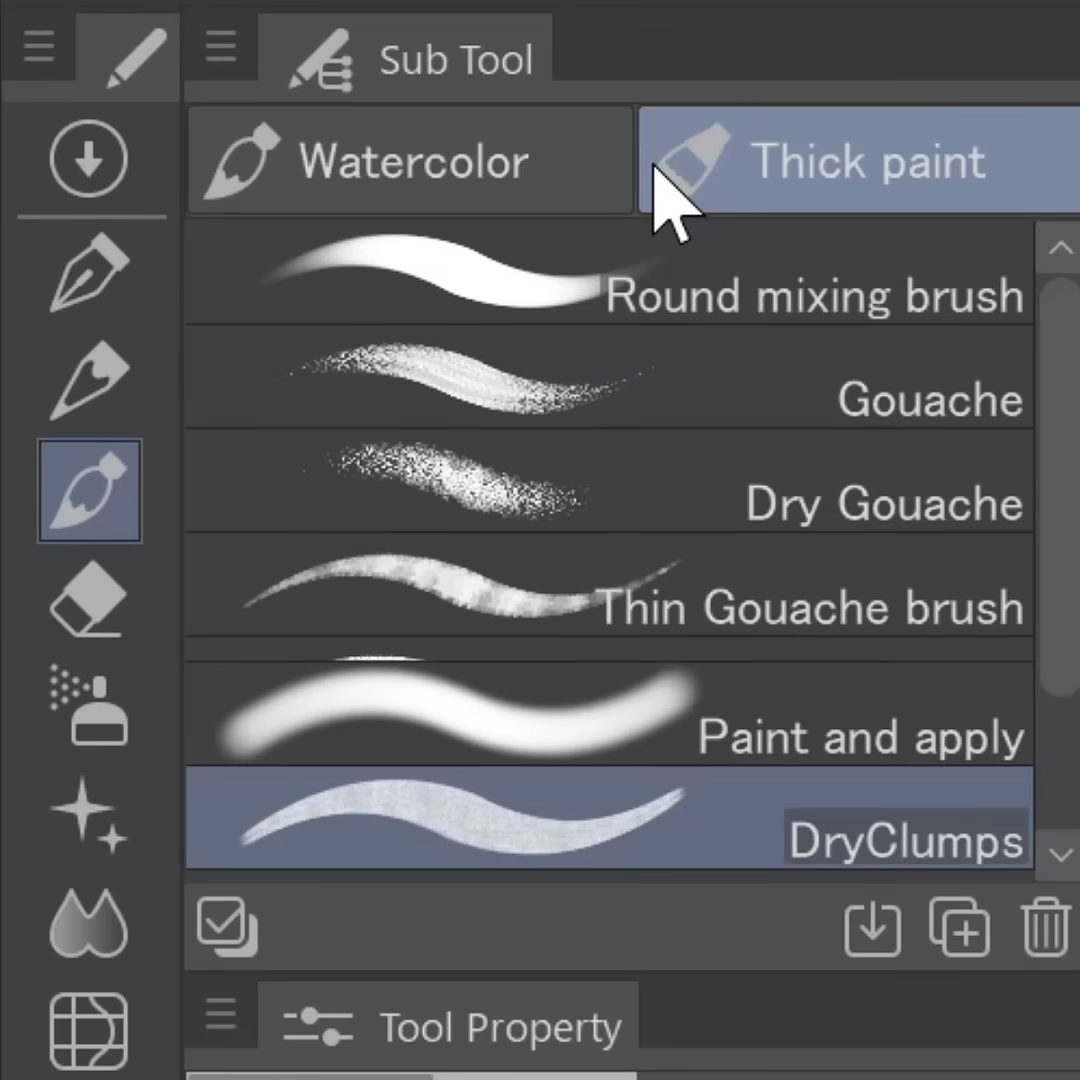 Sub Tool
Watercolor
Thick paint
Round mixing brush
Gouache
Dry Gouache
Thin Gouache brush
Paint and apply
DryClumps
Tool Property